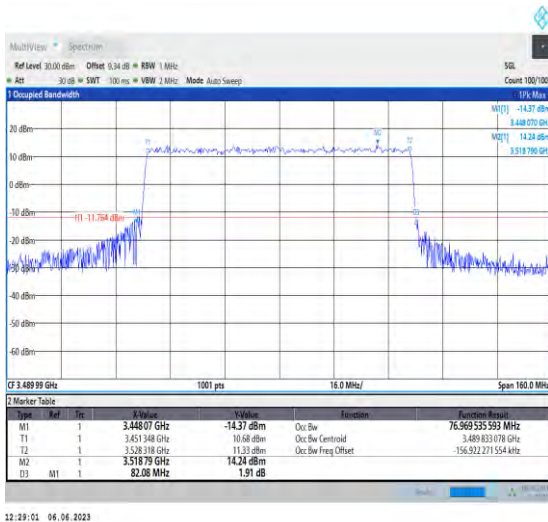 MultiView Spectrum
Ref Level 30.00 dBm Offset 9.34 dB RBW 1 MHz SGL
Att 30 dB SWT 100 ms VBW 2 MHz Mode Auto Sweep Count 100/100
1 Occupied Bandwidth 1Pk Max
M1[1] -14.37 dBm
3.448 070 GHz
M2[1] 14.24 dBm
3.518 790 GHz
20 dBm
T1 M2 T2
10 dBm
0 dBm
-10 dBm
H1 -11.764 dBm M1 D3
-20 dBm
-30 dBm
-40 dBm
-50 dBm
-60 dBm
CF 3.489 99 GHz 1001 pts 16.0 MHz/ Span 160.0 MHz
2 Marker Table
Type Ref Trc X-Value Y-Value Function Function Result
M1 1 3.448 07 GHz -14.37 dBm Occ Bw 76.969 535 593 MHz
T1 1 3.451 348 GHz 10.68 dBm Occ Bw Centroid 3.489 833 078 GHz
T2 1 3.528 318 GHz 11.33 dBm Occ Bw Freq Offset -156.922 271 554 kHz
M2 1 3.518 79 GHz 14.24 dBm
D3 M1 1 82.08 MHz 1.91 dB
Ready
12:29:01 06.06.2023